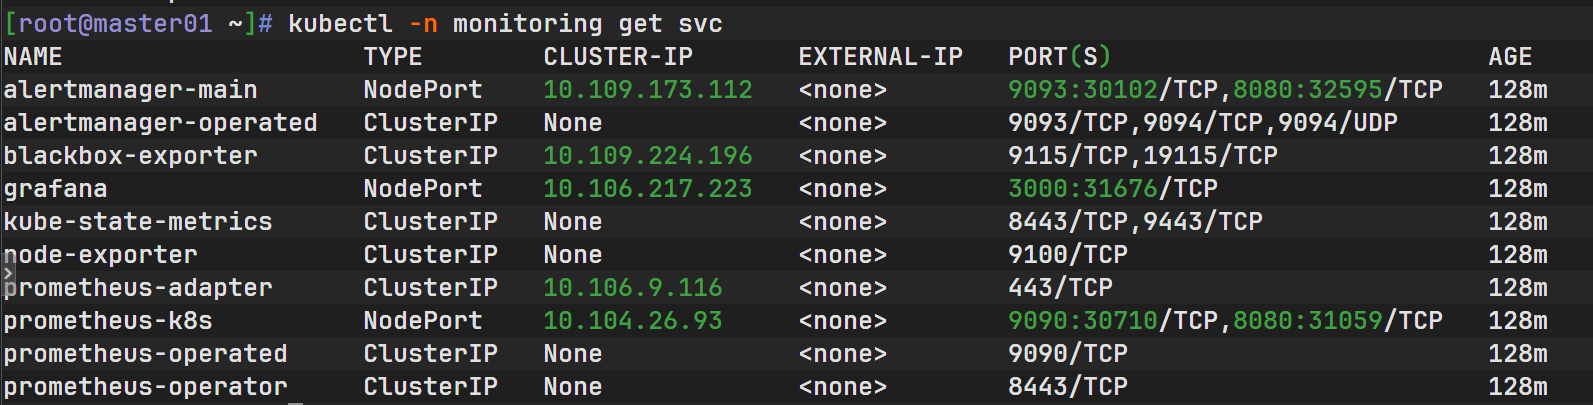 [root@master01 ~]# kubectl -n monitoring get svc
NAME TYPE CLUSTER-IP EXTERNAL-IP PORT(S) AGE
alertmanager-main NodePort 10.109.173.112 <none> 9093:30102/TCP,8080:32595/TCP 128m
alertmanager-operated ClusterIP None <none> 9093/TCP,9094/TCP,9094/UDP 128m
blackbox-exporter ClusterIP 10.109.224.196 <none> 9115/TCP,19115/TCP 128m
grafana NodePort 10.106.217.223 <none> 3000:31676/TCP 128m
kube-state-metrics ClusterIP None <none> 8443/TCP,9443/TCP 128m
node-exporter ClusterIP None <none> 9100/TCP 128m
prometheus-adapter ClusterIP 10.106.9.116 <none> 443/TCP 128m
prometheus-k8s NodePort 10.104.26.93 <none> 9090:30710/TCP,8080:31059/TCP 128m
prometheus-operated ClusterIP None <none> 9090/TCP 128m
prometheus-operator ClusterIP None <none> 8443/TCP 128m